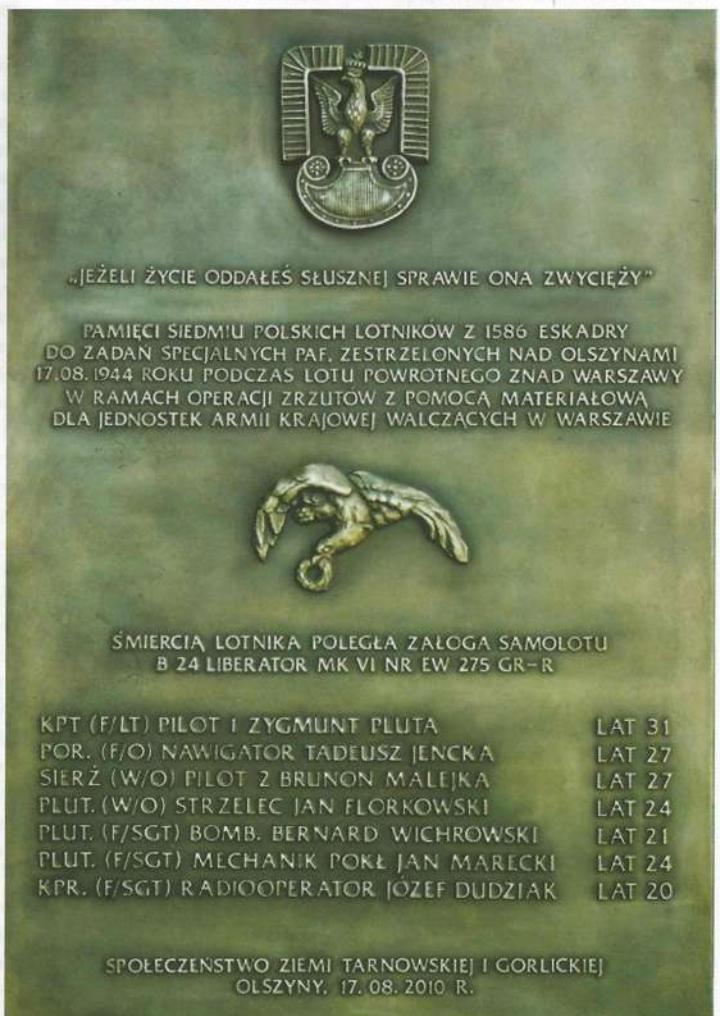 „JEŻELI ŻYCIE ODDAŁEŚ SŁUSZNEJ SPRAWIE ONA ZWYCIĘŻY”
PAMIĘCI SIEDMIU POLSKICH LOTNIKÓW Z 1586 ESKADRY
DO ZADAŃ SPECJALNYCH PAF, ZESTRZELONYCH NAD OLSZYNAMI
17.08.1944 ROKU PODCZAS LOTU POWROTNEGO ZNAD WARSZAWY
W RAMACH OPERACJI ZRZUTÓW Z POMOCĄ MATERIAŁOWĄ
DLA JEDNOSTEK ARMII KRAJOWEJ WALCZĄCYCH W WARSZAWIE
ŚMIERCIĄ LOTNIKA POLEGŁA ZAŁOGA SAMOLOTU
B 24 LIBERATOR MK VI NR EW 275 GR-R
KPT (F/LT) PILOT 1 ZYGMUNT PLUTA LAT 31
POR. (F/O) NAWIGATOR TADEUSZ JENCKA LAT 27
SIERŻ (W/O) PILOT 2 BRUNON MALEJKA LAT 27
PLUT. (W/O) STRZELEC JAN FLORKOWSKI LAT 24
PLUT. (F/SGT) BOMB. BERNARD WICHROWSKI LAT 21
PLUT. (F/SGT) MECHANIK POKŁ JAN MARECKI LAT 24
KPR. (F/SGT) RADIOOPERATOR JÓZEF DUDZIAK LAT 20
SPOŁECZEŃSTWO ZIEMI TARNOWSKIEJ I GORLICKIEJ
OLSZYNY, 17.08.2010 R.